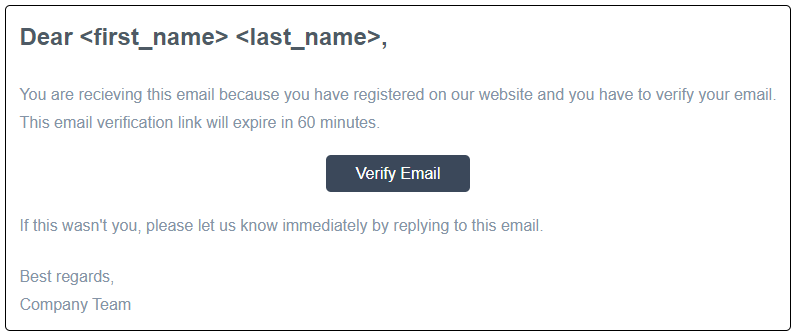 Dear <first_name> <last_name>,
You are recieving this email because you have registered on our website and you have to verify your email.
This email verification link will expire in 60 minutes.
Verify Email
If this wasn't you, please let us know immediately by replying to this email.
Best regards,
Company Team